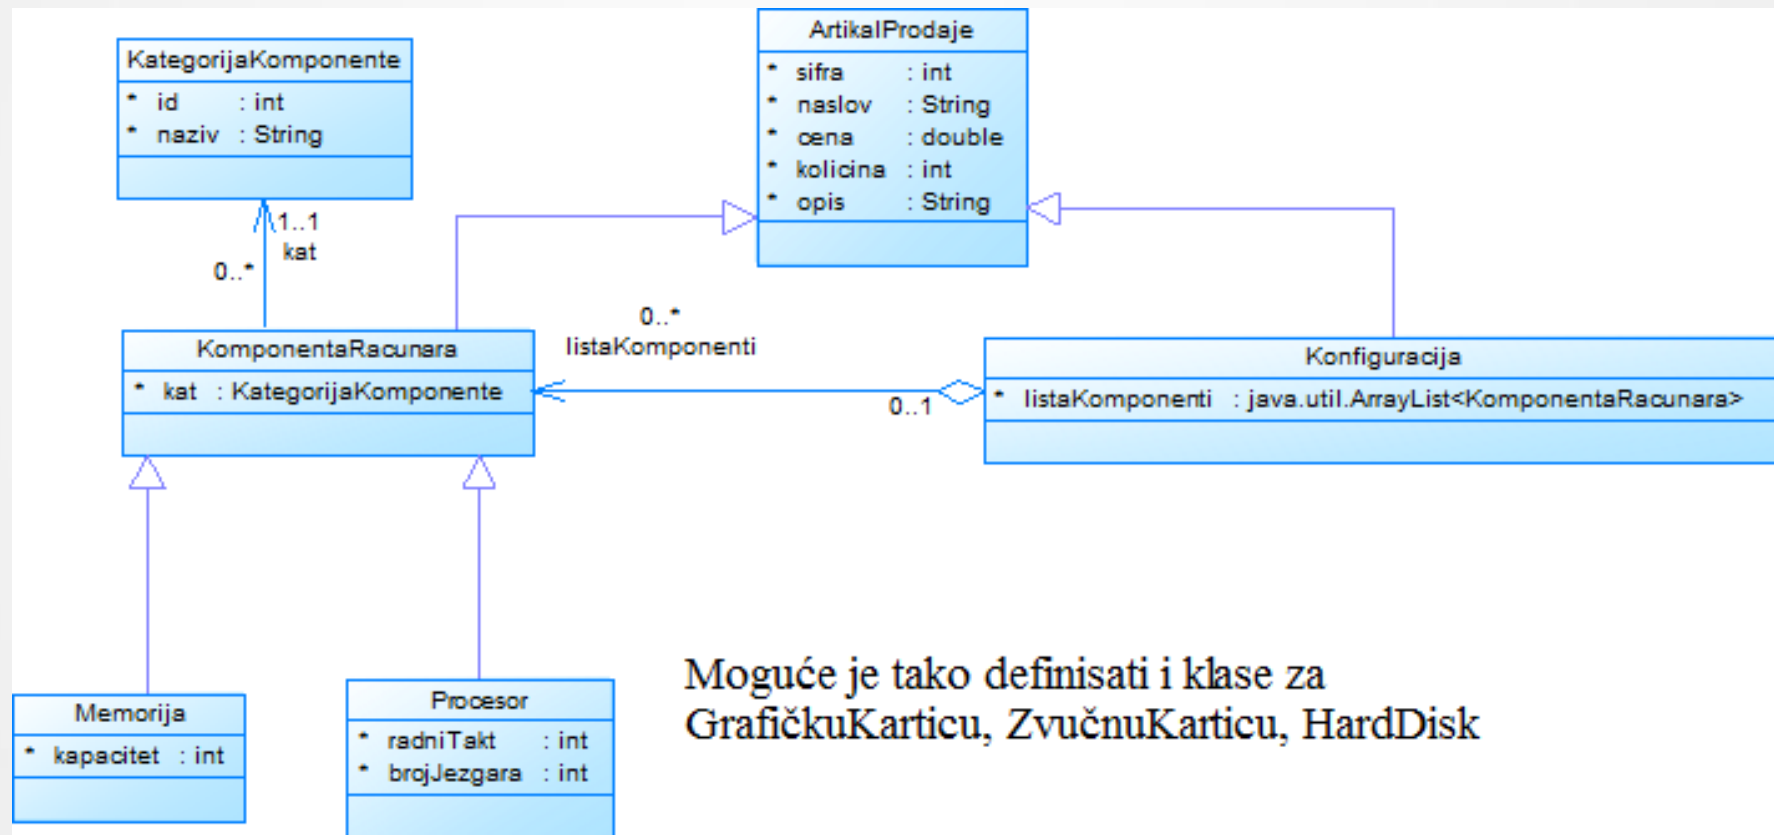 KategorijaKomponente
* id : int
* naziv : String
ArtikalProdaje
* sifra : int
* naslov : String
* cena : double
* kolicina : int
* opis : String
1..1
kat
0..*
KomponentaRacunara
* kat : KategorijaKomponente
0..*
listaKomponenti
0..1
Konfiguracija
* listaKomponenti : java.util.ArrayList<KomponentaRacunara>
Memorija
* kapacitet : int
Procesor
* radniTakt : int
* brojJezgara : int
Moguće je tako definisati i klase za
GrafičkuKarticu, ZvučnuKarticu, HardDisk